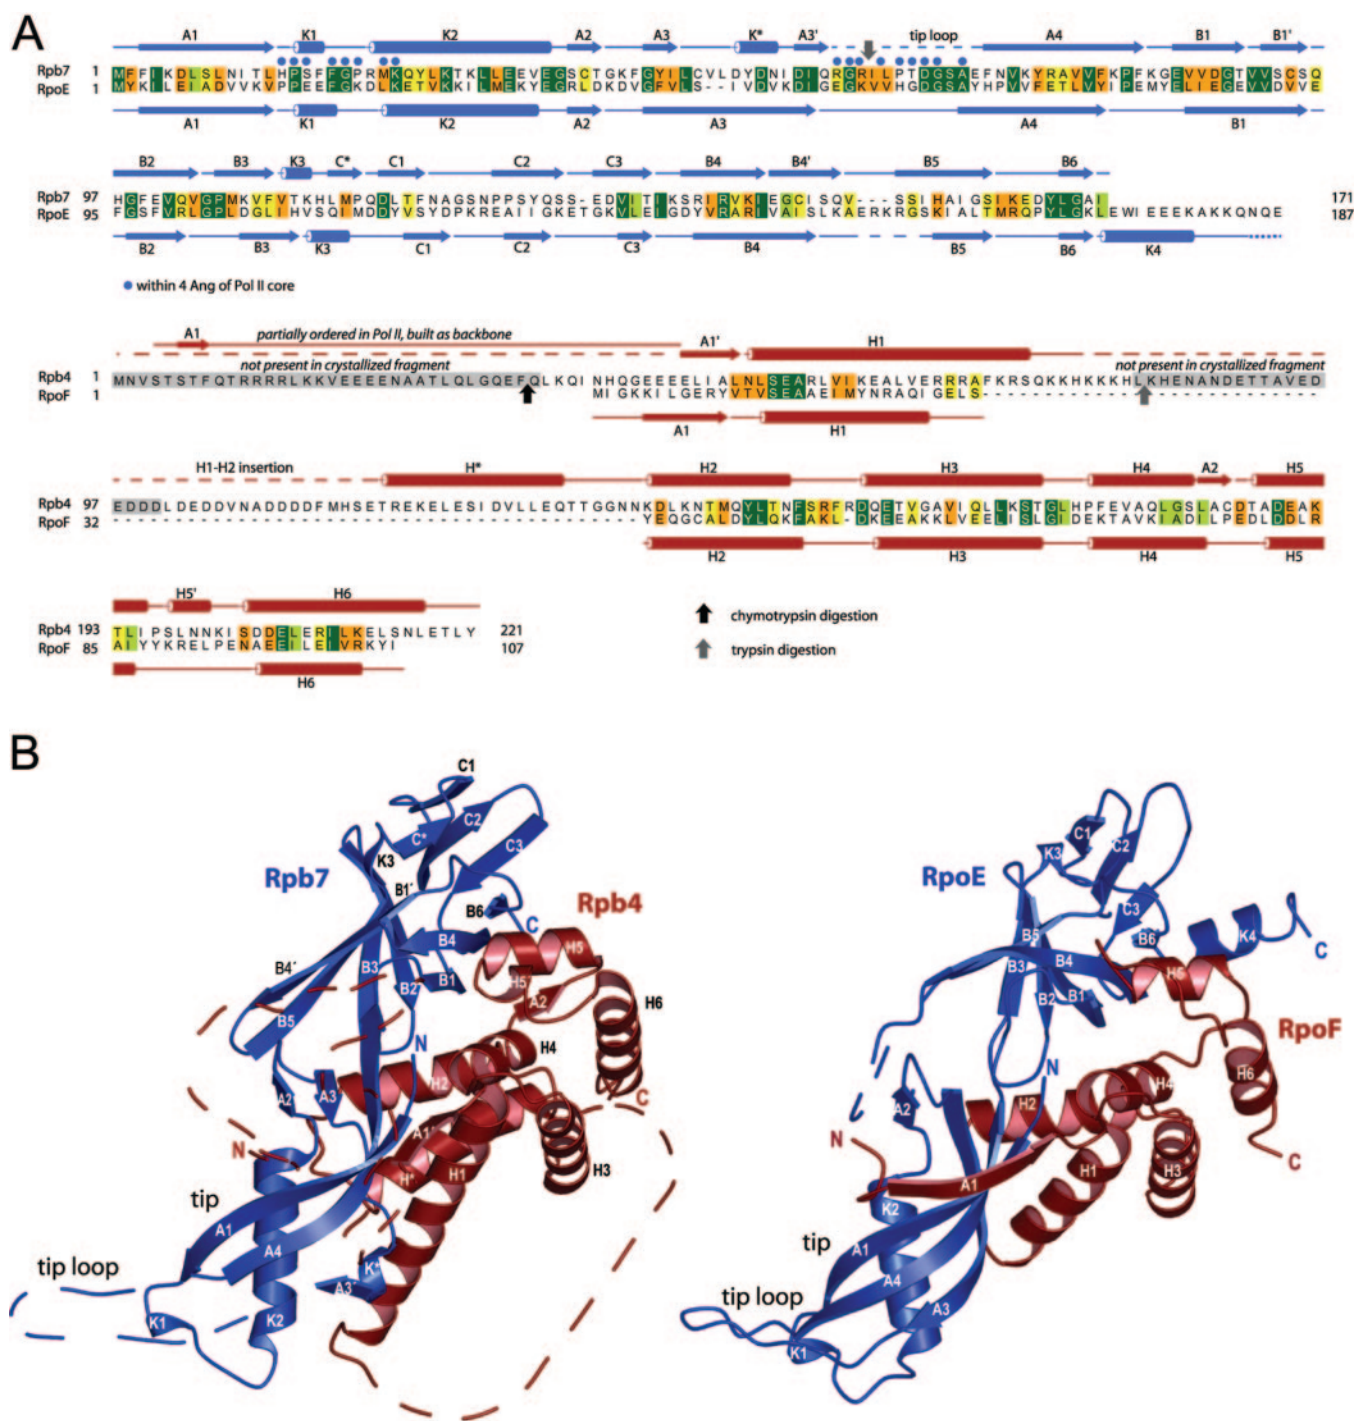 A
A1 K1 K2 A2 A3 K* A3' tip loop A4 B1 B1'
Rpb7 1 MFFIKDLSLNITLHPSFFGPRMKQYLKTKLLEEVEGSCTGKFGYILCVLDYDNIDIQRGRILPTDGSAEFNVKYRAVVFKPFKGEVVDGTVVSCSQ
RpoE 1 MYKILEIADVVKVPPEEFGKDLKETVKKILMEKYEGRLDKDVGFVLS--IVDVKDIGEGKVVHGDGSAYHPVVFETLVYIPEMYELIEGEVVDVVE
A1 K1 K2 A2 A3 A4 B1
B2 B3 K3 C* C1 C2 C3 B4 B4' B5 B6
Rpb7 97 HGFEVQVGPMKVFVTKHLMPQDLTFNAGSNPPSYQSS-EDVLTIKSRIRVKIEGCISQV---SSIHAIGSIKEDYLGAI 171
RpoE 95 FGSFVRLGPLDGLIHVSQIMDDYVSYDPKREAIIGKETGKVLEIGDYVRARIVAISLKAERKRGSKIALTMRQPYLGKLEWIEEEKAKKQNQE 187
B2 B3 K3 C1 C2 C3 B4 B5 B6 K4
within 4 Ang of Pol II core
A1 partially ordered in Pol II, built as backbone A1' H1
not present in crystallized fragment not present in crystallized fragment
Rpb4 1 MNVSTSTFQTRRRRLKKVEEEENAATLQLGQEFQLKQINHQGEEEELIALNLSEARLVIKEALVERRRAFKRSQKKHKKKHLKHENANDETTAVED
RpoF 1 MIGKKILGERYVTVSEAAEIMYNRAQIGELS---------------
A1 H1
H1-H2 insertion H* H2 H3 H4 A2 H5
Rpb4 97 EDDDLDEDDVNADDDDFMHSETREKELESIDVLLEQTTGGNNKDLKNTMQYLTNFSRFRDQETVGAVIQLLKSTGLHPFEVAQLGSLACDTADEAK
RpoF 32 --------------------------------------YEQGCALDYLQKFAKL-DKEEAKKLVEELISLGIDEKTAVKIADILPEDLDDLR
H2 H3 H4 H5
H5' H6
Rpb4 193 TLIPSLNNKISDDELERILKELSNLETLY 221
RpoF 85 AIYYKRELPENAEEILEIVRKYI 107
H6
chymotrypsin digestion
trypsin digestion
B
C1
C* C2
K3 C3
Rpb7
B1'
Rpb4
B6 C
B4 H5
B4' B3 B1 H5
B2 A2 H6
B5
N
H4
H2
A2 A3
C
A1'
N
H* H1 H3
tip
A1
A4
K*
tip loop
A3'
K1 K2
C1
K3 C2
RpoE
C3
B5 B6 K4
B4 C
B3 H5
B2 B1
RpoF
N
H4 H6
A2 H2
N
C
H1 H3
A1
K2
tip
A1
A4
tip loop
A3
K1